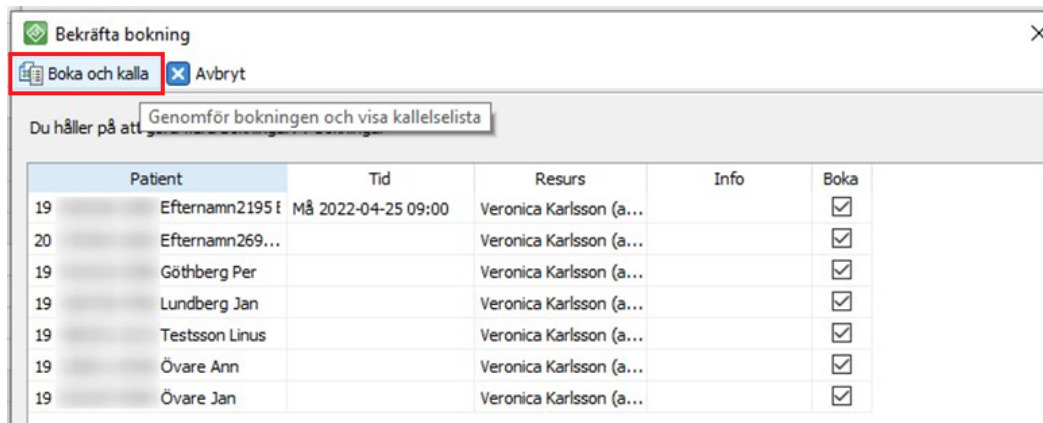 Bekräfta bokning
Boka och kalla Avbryt
Genomför bokningen och visa kallelselista
Du håller på att
Patient Tid Resurs Info Boka
19 Efternamn2195 E Må 2022-04-25 09:00 Veronica Karlsson (a...
20 Efternamn269... Veronica Karlsson (a...
19 Göthberg Per Veronica Karlsson (a...
19 Lundberg Jan Veronica Karlsson (a...
19 Testsson Linus Veronica Karlsson (a...
19 Övare Ann Veronica Karlsson (a...
19 Övare Jan Veronica Karlsson (a...